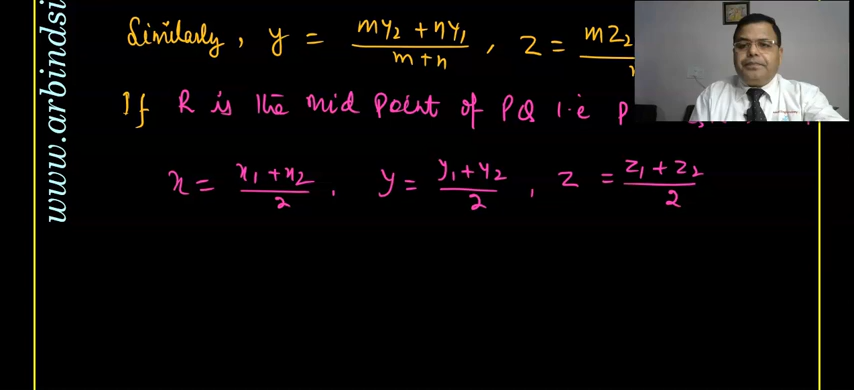 Similarly, y = (my₂ + ny₁)/(m+n), z = mz₂
If R is the mid point of PQ i.e P
x = (x₁ + x₂)/2, y = (y₁ + y₂)/2, z = (z₁ + z₂)/2
www.arbindsi